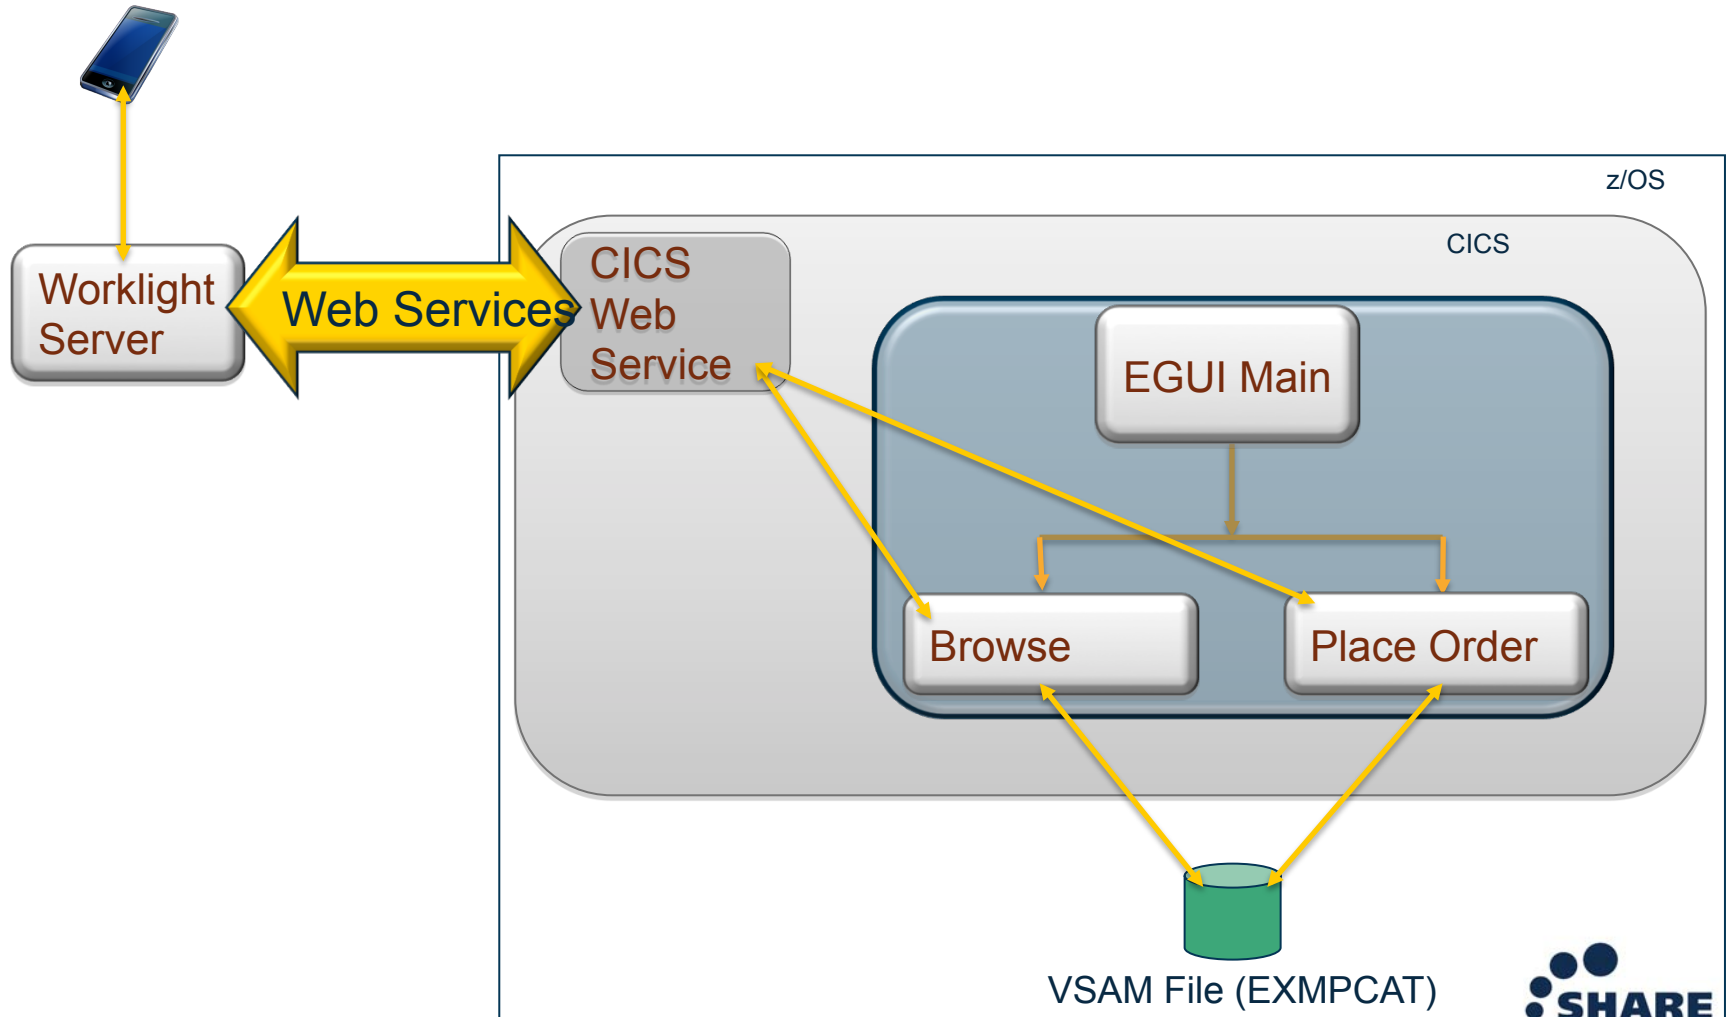 z/OS
CICS
Worklight
Server
Web Services
CICS
Web
Service
EGUI Main
Browse
Place Order
VSAM File (EXMPCAT)
SHARE